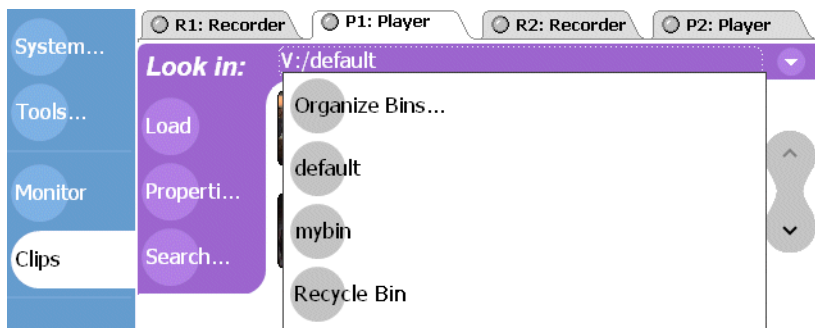 R1: Recorder
P1: Player
R2: Recorder
P2: Player
System...
Tools...
Monitor
Clips
Look in:
V:/default
Load
Properti...
Search...
Organize Bins...
default
mybin
Recycle Bin